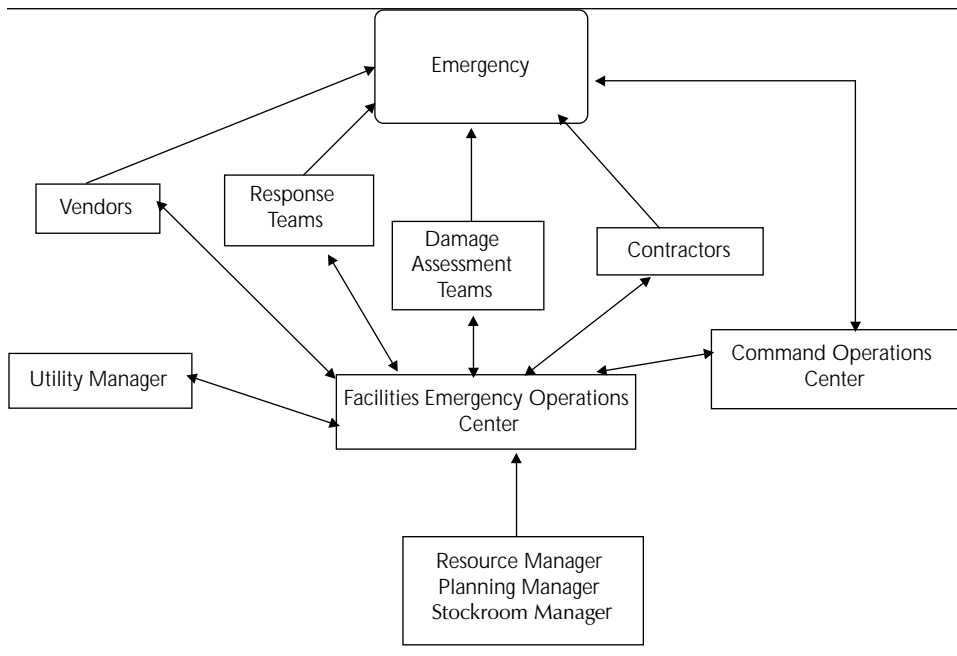 Emergency
Vendors
Response
Teams
Damage
Assessment
Teams
Contractors
Utility Manager
Facilities Emergency Operations
Center
Command Operations
Center
Resource Manager
Planning Manager
Stockroom Manager